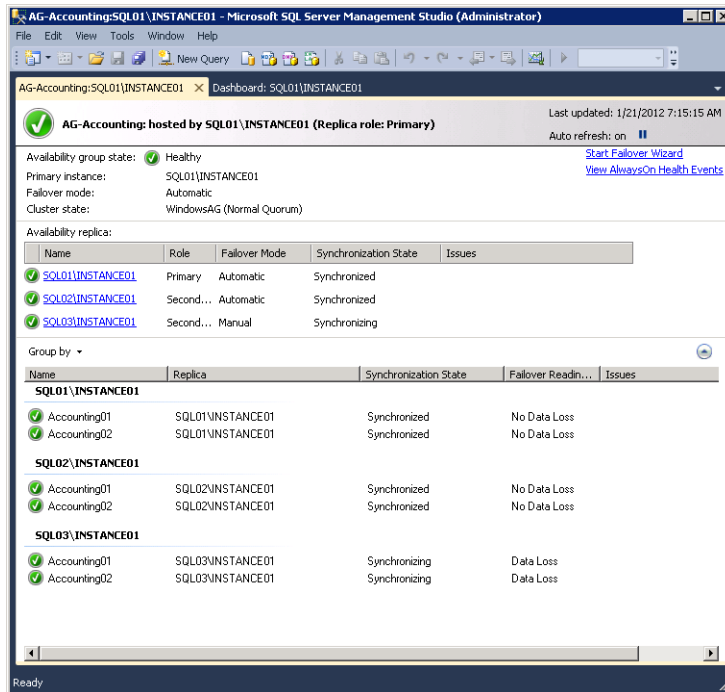 AG-Accounting:SQL01\INSTANCE01 - Microsoft SQL Server Management Studio (Administrator)
File Edit View Tools Window Help
New Query
AG-Accounting:SQL01\INSTANCE01 Dashboard: SQL01\INSTANCE01
AG-Accounting: hosted by SQL01\INSTANCE01 (Replica role: Primary)
Last updated: 1/21/2012 7:15:15 AM
Auto refresh: on
Availability group state: Healthy
Primary instance: SQL01\INSTANCE01
Failover mode: Automatic
Cluster state: WindowsAG (Normal Quorum)
Start Failover Wizard
View AlwaysOn Health Events
Availability replica:
Name Role Failover Mode Synchronization State Issues
SQL01\INSTANCE01 Primary Automatic Synchronized
SQL02\INSTANCE01 Second... Automatic Synchronized
SQL03\INSTANCE01 Second... Manual Synchronizing
Group by
Name Replica Synchronization State Failover Readin... Issues
SQL01\INSTANCE01
Accounting01 SQL01\INSTANCE01 Synchronized No Data Loss
Accounting02 SQL01\INSTANCE01 Synchronized No Data Loss
SQL02\INSTANCE01
Accounting01 SQL02\INSTANCE01 Synchronized No Data Loss
Accounting02 SQL02\INSTANCE01 Synchronized No Data Loss
SQL03\INSTANCE01
Accounting01 SQL03\INSTANCE01 Synchronizing Data Loss
Accounting02 SQL03\INSTANCE01 Synchronizing Data Loss
Ready